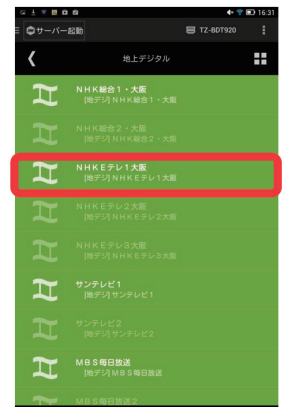 16:31
サーバー起動
TZ-BDT920
地上デジタル
NHK総合1・大阪
[地デジ] NHK総合1・大阪
NHK総合2・大阪
[地デジ] NHK総合2・大阪
NHKEテレ1大阪
[地デジ] NHKEテレ1大阪
NHKEテレ2大阪
[地デジ] NHKEテレ2大阪
NHKEテレ3大阪
[地デジ] NHKEテレ3大阪
サンテレビ1
[地デジ] サンテレビ1
サンテレビ2
[地デジ] サンテレビ2
MBS毎日放送
[地デジ] MBS毎日放送
MBS毎日放送2